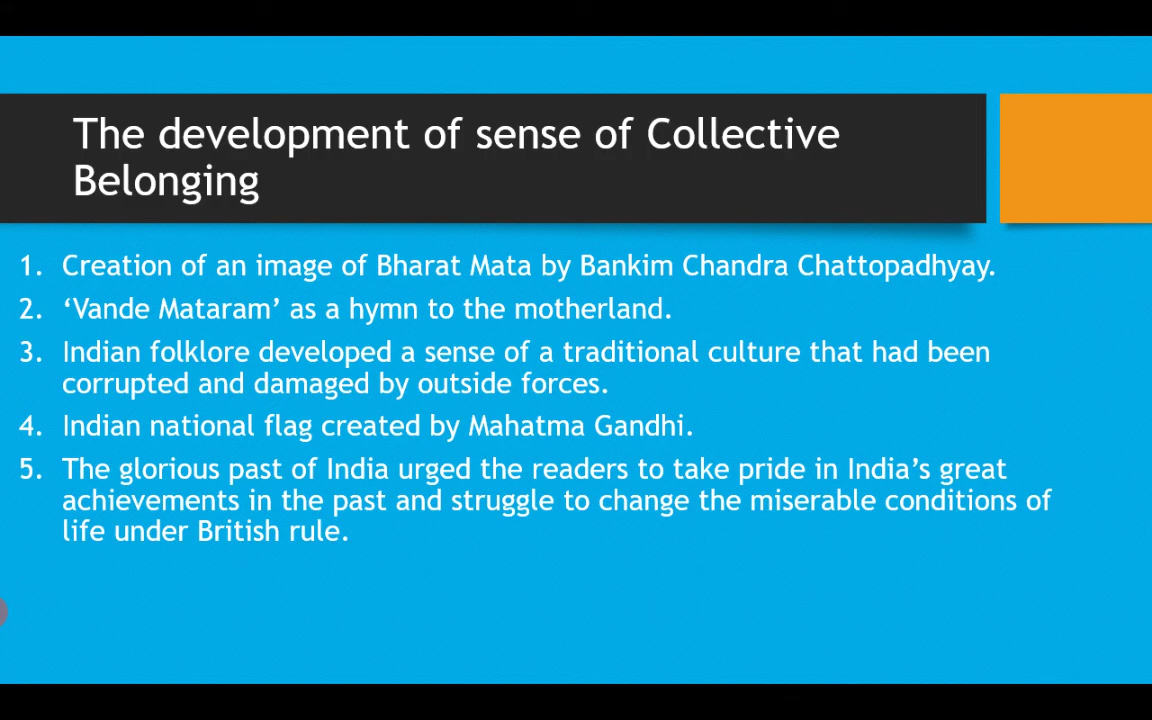 The development of sense of Collective
Belonging
1. Creation of an image of Bharat Mata by Bankim Chandra Chattopadhyay.
2. ‘Vande Mataram’ as a hymn to the motherland.
3. Indian folklore developed a sense of a traditional culture that had been
corrupted and damaged by outside forces.
4. Indian national flag created by Mahatma Gandhi.
5. The glorious past of India urged the readers to take pride in India’s great
achievements in the past and struggle to change the miserable conditions of
life under British rule.